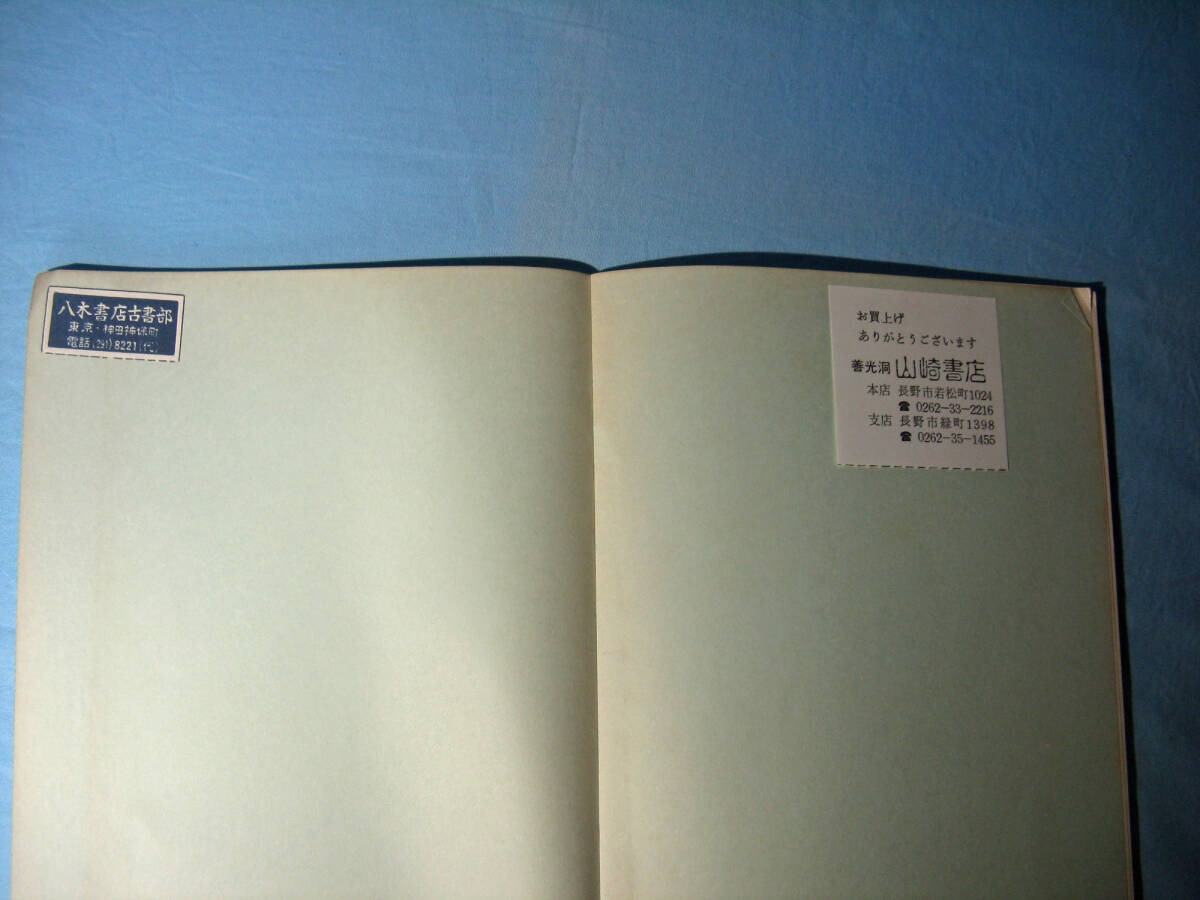 八木書店古書部
東京・神田神保町
電話(291)8221(代)
お買上げ
ありがとうございます
善光洞 山崎書店
本店 長野市若松町1024
☎ 0262-33-2216
支店 長野市緑町1398
☎ 0262-35-1455